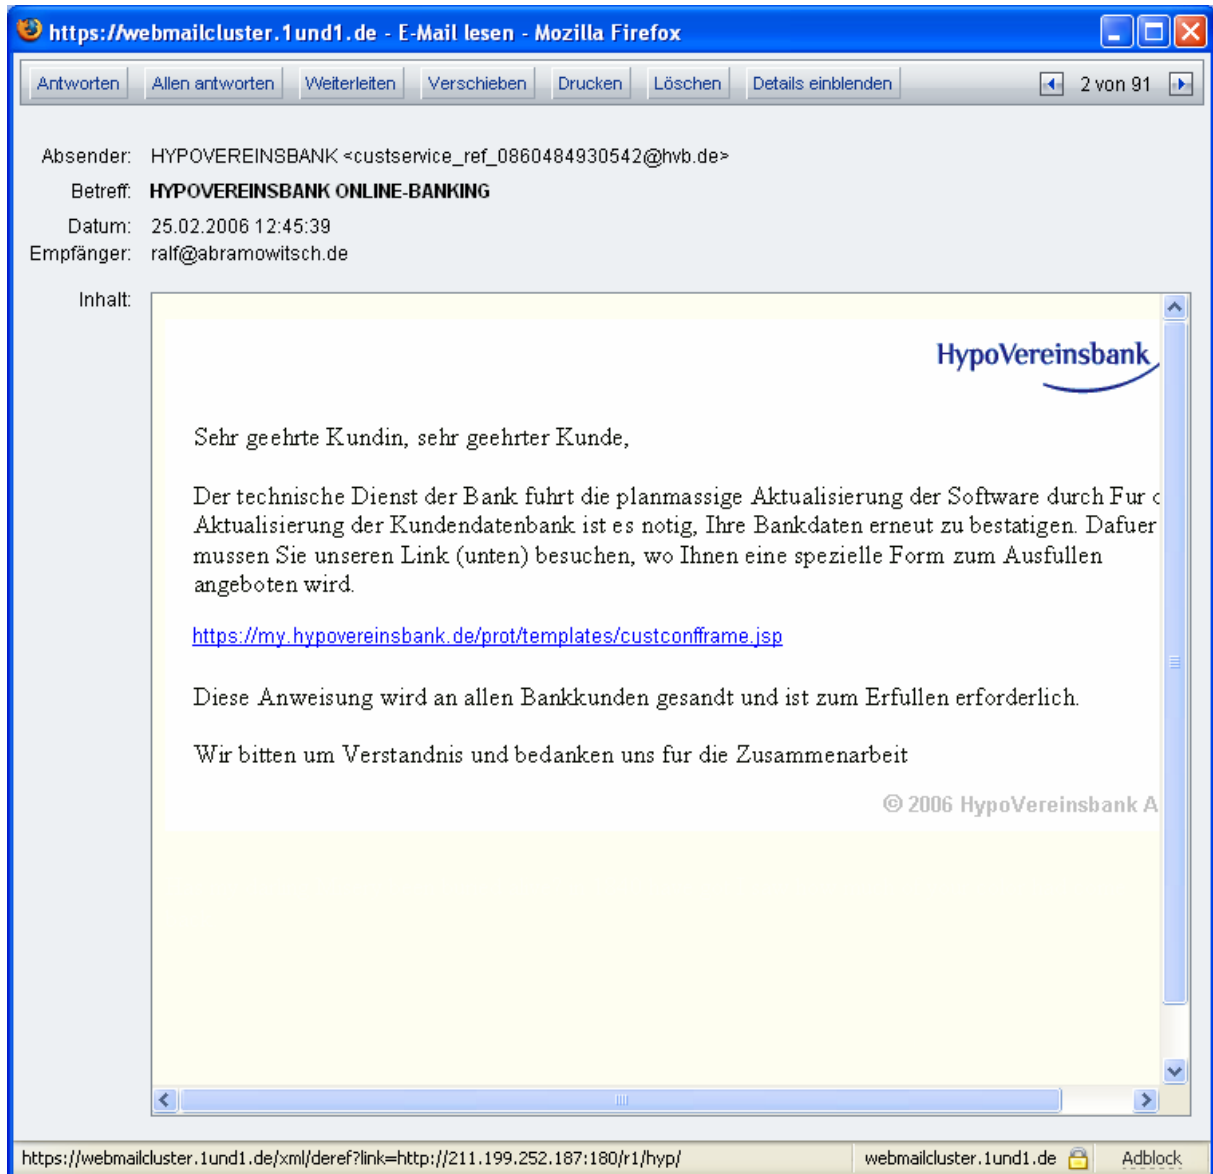 https://webmailcluster.1und1.de - E-Mail lesen - Mozilla Firefox
Antworten Allen antworten Weiterleiten Verschieben Drucken Löschen Details einblenden 2 von 91
Absender: HYPOVEREINSBANK <custservice_ref_0860484930542@hvb.de>
Betreff: HYPOVEREINSBANK ONLINE-BANKING
Datum: 25.02.2006 12:45:39
Empfänger: ralf@abramowitsch.de
Inhalt:
HypoVereinsbank
Sehr geehrte Kundin, sehr geehrter Kunde,
Der technische Dienst der Bank fuhrt die planmassige Aktualisierung der Software durch Fur
Aktualisierung der Kundendatenbank ist es notig, Ihre Bankdaten erneut zu bestatigen. Dafuer
mussen Sie unseren Link (unten) besuchen, wo Ihnen eine spezielle Form zum Ausfullen
angeboten wird.
https://my.hypovereinsbank.de/prot/templates/custconfframe.jsp
Diese Anweisung wird an allen Bankkunden gesandt und ist zum Erfullen erforderlich.
Wir bitten um Verstandnis und bedanken uns fur die Zusammenarbeit
© 2006 HypoVereinsbank A
https://webmailcluster.1und1.de/xml/deref?link=http://211.199.252.187:180/r1/hyp/ webmailcluster.1und1.de Adblock